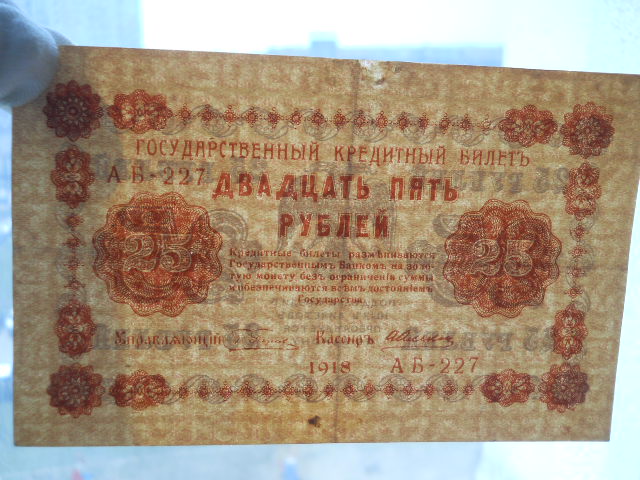 ГОСУДАРСТВЕННЫЙ КРЕДИТНЫЙ БИЛЕТЪ
АБ-227
ДВАДЦАТЬ ПЯТЬ
РУБЛЕЙ
25 25
Кредитные билеты размѣниваются
Государственнымъ Банкомъ на золо-
тую монету безъ ограниченія суммы
и обезпечиваются всѣмъ достояніемъ
Государства.
Управляющій Кассиръ
1918 АБ-227